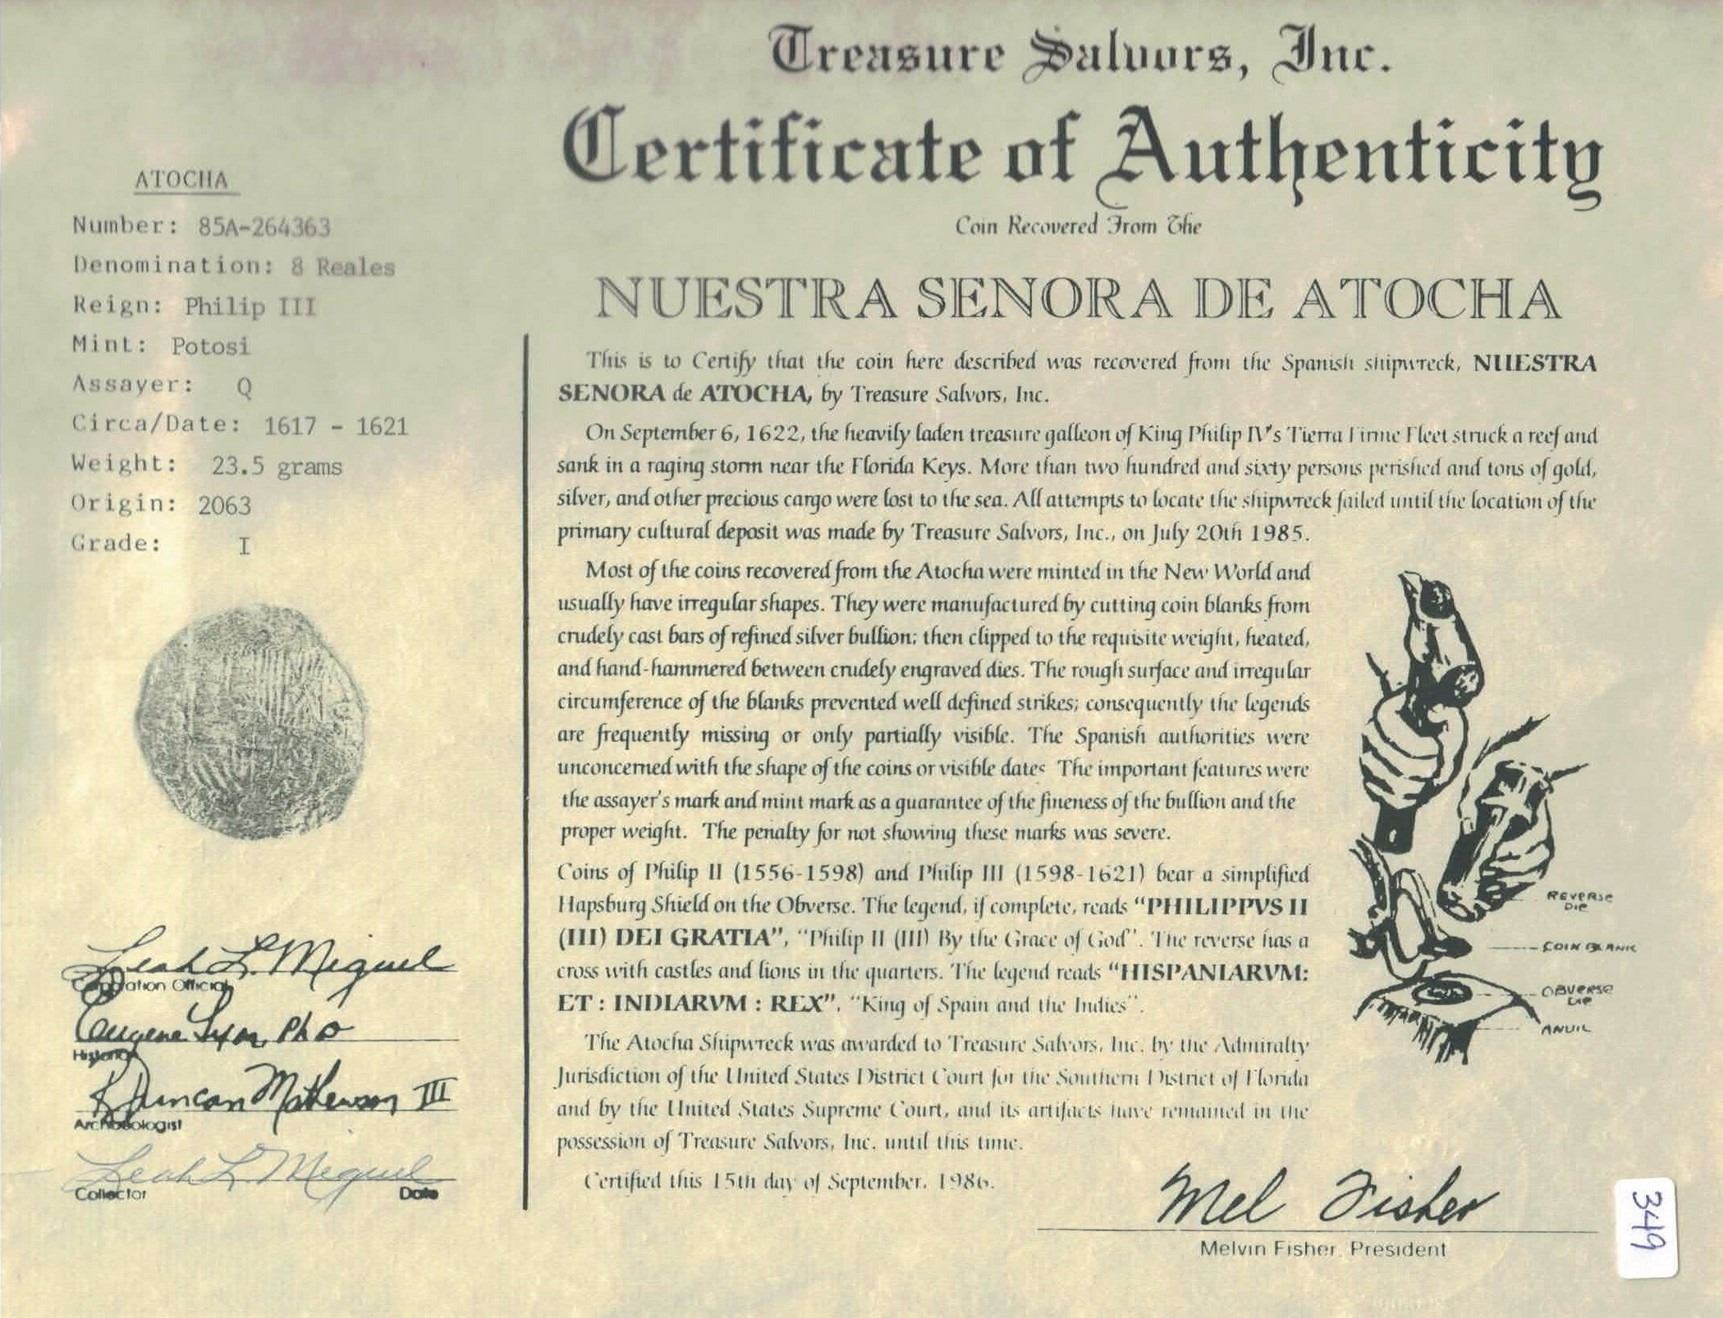 Treasure Salvors, Inc.
Certificate of Authenticity
Coin Recovered From The
NUESTRA SENORA DE ATOCHA
ATOCHA
Number: 85A-264363
Denomination: 8 Reales
Reign: Philip III
Mint: Potosi
Assayer: Q
Circa/Date: 1617 - 1621
Weight: 23.5 grams
Origin: 2063
Grade: I
Leah L. Miguel
Official
Eugene Lyon, PhD
Historian
R Duncan Mathewson III
Archaeologist
Leah L Miguel
Collector Date
This is to Certify that the coin here described was recovered from the Spanish shipwreck, NUESTRA
SENORA de ATOCHA, by Treasure Salvors, Inc.
On September 6, 1622, the heavily laden treasure galleon of King Philip IV's Tierra Firme Fleet struck a reef and
sank in a raging storm near the Florida Keys. More than two hundred and sixty persons perished and tons of gold,
silver, and other precious cargo were lost to the sea. All attempts to locate the shipwreck failed until the location of the
primary cultural deposit was made by Treasure Salvors, Inc., on July 20th 1985.
Most of the coins recovered from the Atocha were minted in the New World and
usually have irregular shapes. They were manufactured by cutting coin blanks from
crudely cast bars of refined silver bullion; then clipped to the requisite weight, heated,
and hand-hammered between crudely engraved dies. The rough surface and irregular
circumference of the blanks prevented well defined strikes; consequently the legends
are frequently missing or only partially visible. The Spanish authorities were
unconcerned with the shape of the coins or visible dates The important features were
the assayer's mark and mint mark as a guarantee of the fineness of the bullion and the
proper weight. The penalty for not showing these marks was severe.
Coins of Philip II (1556-1598) and Philip III (1598-1621) bear a simplified
Hapsburg Shield on the Obverse. The legend, if complete, reads "PHILIPPVS II
(III) DEI GRATIA", "Philip II (III) By the Grace of God". The reverse has a
cross with castles and lions in the quarters. The legend reads "HISPANIARVM:
ET : INDIARVM : REX", "King of Spain and the Indies".
The Atocha Shipwreck was awarded to Treasure Salvors, Inc. by the Admiralty
Jurisdiction of the United States District Court for the Southern District of Florida
and by the United States Supreme Court, and its artifacts have remained in the
possession of Treasure Salvors, Inc. until this time.
Certified this 15th day of September, 1986.
REVERSE
DIE
COIN BLANK
OBVERSE
DIE
ANVIL
Mel Fisher
Melvin Fisher, President
349